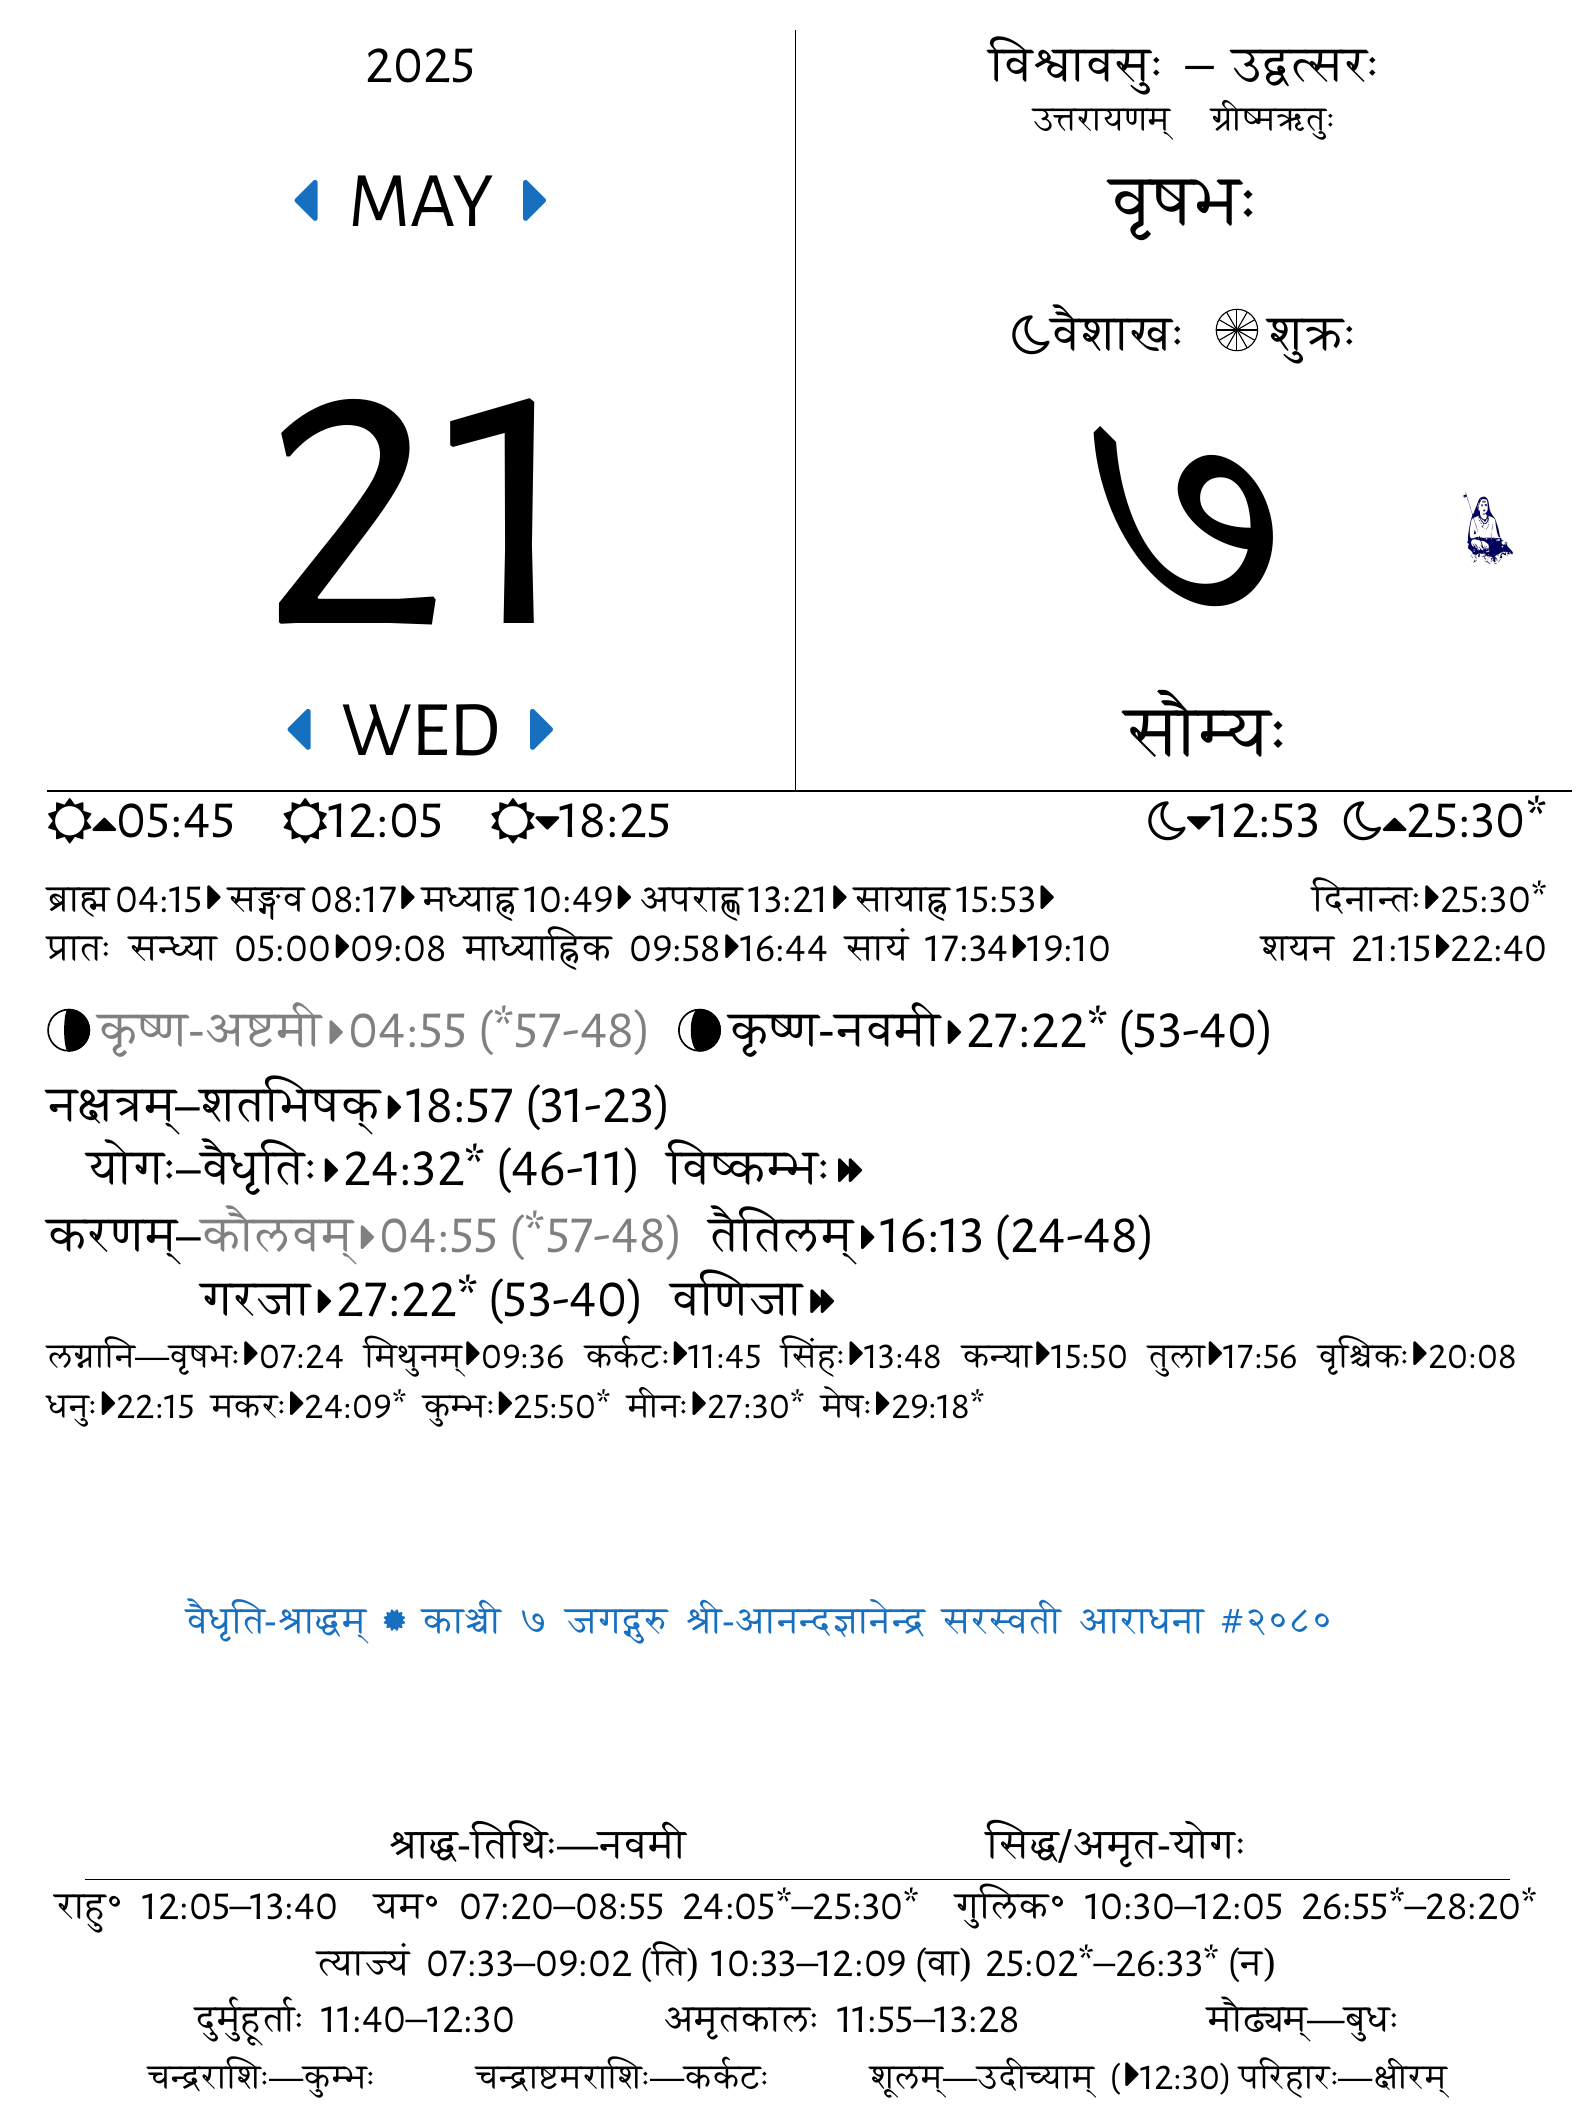 2025
MAY
21
WED
विश्वावसुः – उद्वत्सरः
उत्तरायणम् ग्रीष्मऋतुः
वृषभः
वैशाखः शुक्रः
७
सौम्यः
05:45 12:05 18:25 12:53 25:30*
ब्राह्म 04:15 सङ्गव 08:17 मध्याह्न 10:49 अपराह्ण 13:21 सायाह्न 15:53 दिनान्तः 25:30*
प्रातः सन्ध्या 05:00 09:08 माध्याह्निक 09:58 16:44 सायं 17:34 19:10 शयन 21:15 22:40
कृष्ण-अष्टमी 04:55 (*57-48) कृष्ण-नवमी 27:22* (53-40)
नक्षत्रम्–शतभिषक् 18:57 (31-23)
योगः–वैधृतिः 24:32* (46-11) विष्कम्भः
करणम्–कौलवम् 04:55 (*57-48) तैतिलम् 16:13 (24-48)
गरजा 27:22* (53-40) वणिजा
लग्नानि—वृषभः 07:24 मिथुनम् 09:36 कर्कटः 11:45 सिंहः 13:48 कन्या 15:50 तुला 17:56 वृश्चिकः 20:08
धनुः 22:15 मकरः 24:09* कुम्भः 25:50* मीनः 27:30* मेषः 29:18*
वैधृति-श्राद्धम् ✹ काञ्ची ७ जगद्गुरु श्री-आनन्दज्ञानेन्द्र सरस्वती आराधना #२०८०
श्राद्ध-तिथिः—नवमी सिद्ध/अमृत-योगः
राहु॰ 12:05–13:40 यम॰ 07:20–08:55 24:05*–25:30* गुलिक॰ 10:30–12:05 26:55*–28:20*
त्याज्यं 07:33–09:02 (ति) 10:33–12:09 (वा) 25:02*–26:33* (न)
दुर्मुहूर्ताः 11:40–12:30 अमृतकालः 11:55–13:28 मौढ्यम्—बुधः
चन्द्रराशिः—कुम्भः चन्द्राष्टमराशिः—कर्कटः शूलम्—उदीच्याम् (12:30) परिहारः—क्षीरम्